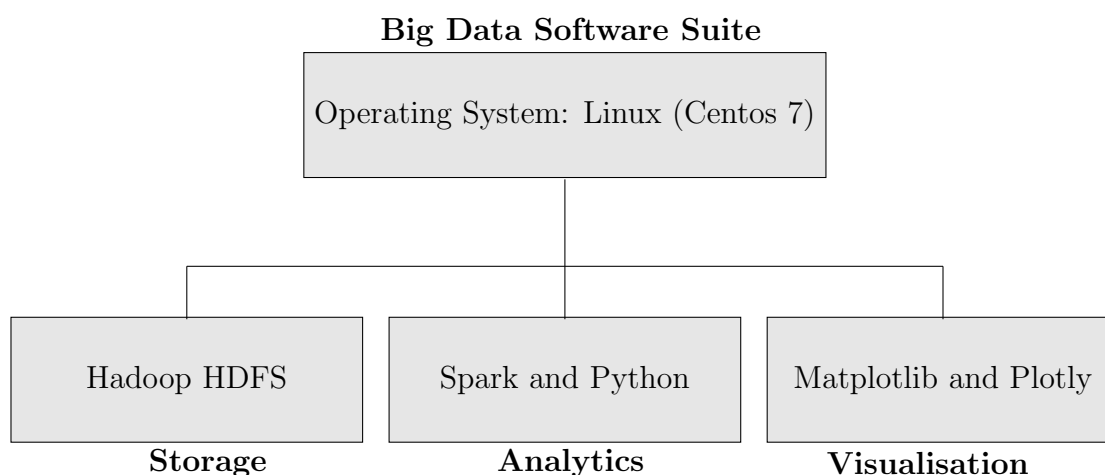 Big Data Software Suite
Operating System: Linux (Centos 7)
Hadoop HDFS
Spark and Python
Matplotlib and Plotly
Storage
Analytics
Visualisation